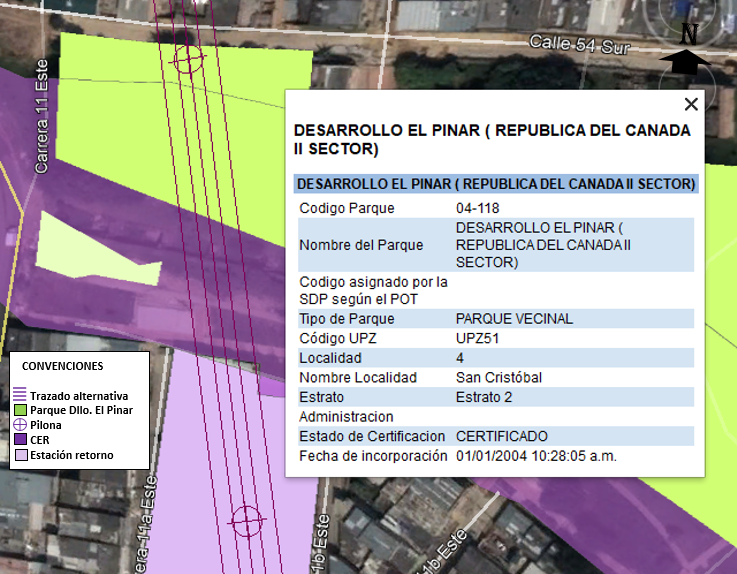 N
Calle 54 Sur
Carrera 11 Este
DESARROLLO EL PINAR ( REPUBLICA DEL CANADA
II SECTOR)
DESARROLLO EL PINAR ( REPUBLICA DEL CANADA II SECTOR)
Codigo Parque 04-118
Nombre del Parque DESARROLLO EL PINAR (
REPUBLICA DEL CANADA II
SECTOR)
Codigo asignado por la
SDP según el POT
Tipo de Parque PARQUE VECINAL
Código UPZ UPZ51
Localidad 4
Nombre Localidad San Cristóbal
Estrato Estrato 2
Administracion
Estado de Certificacion CERTIFICADO
Fecha de incorporación 01/01/2004 10:28:05 a.m.
CONVENCIONES
Trazado alternativa
Parque Dllo. El Pinar
Pilona
CER
Estación retorno
era 11a Este
1b Este
11b Este